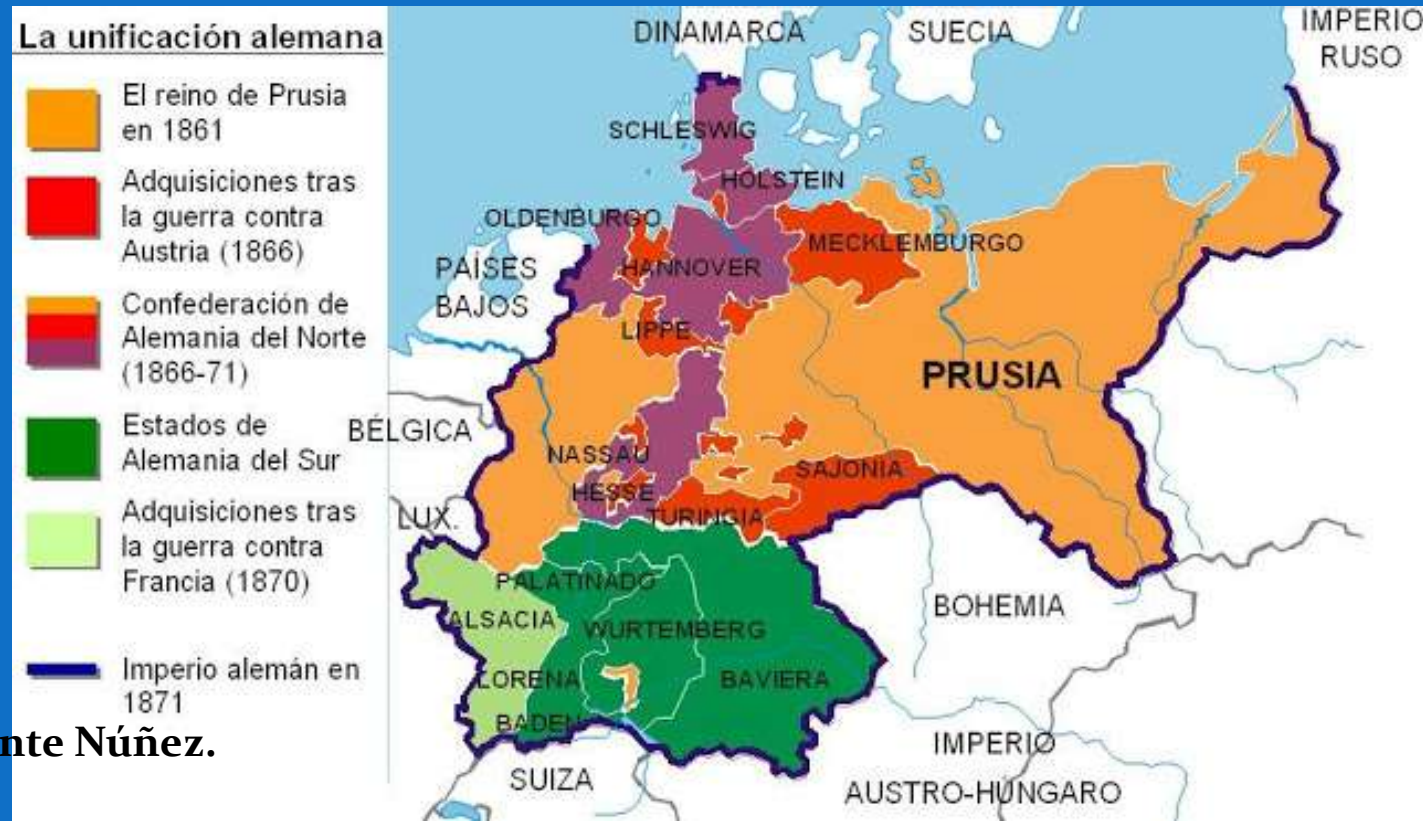 La unificación alemana
El reino de Prusia
en 1861
Adquisiciones tras
la guerra contra
Austria (1866)
Confederación de
Alemania del Norte
(1866-71)
Estados de
Alemania del Sur
Adquisiciones tras
la guerra contra
Francia (1870)
Imperio alemán en
1871
nte Núñez.
DINAMARCA
SUECIA
IMPERIO
RUSO
SCHLESWIG
HOLSTEIN
OLDENBURGO
MECKLEMBURGO
PAÍSES
BAJOS
HANNOVER
LIPPE
PRUSIA
BÉLGICA
NASSAU
SAJONIA
HESSE
LUX.
TURINGIA
PALATINADO
BOHEMIA
ALSACIA
WURTEMBERG
LORENA
BAVIERA
BADEN
IMPERIO
AUSTRO-HÚNGARO
SUIZA